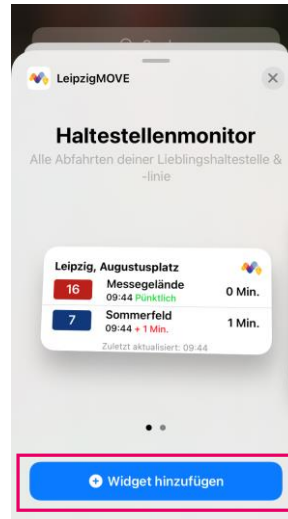 LeipzigMOVE
Haltestellenmonitor
Alle Abfahrten deiner Lieblingshaltestelle &
-linie
Leipzig, Augustusplatz
16 Messegelände 0 Min.
09:44 Pünktlich
7 Sommerfeld 1 Min.
09:44 + 1 Min.
Zuletzt aktualisiert: 09:44
Widget hinzufügen